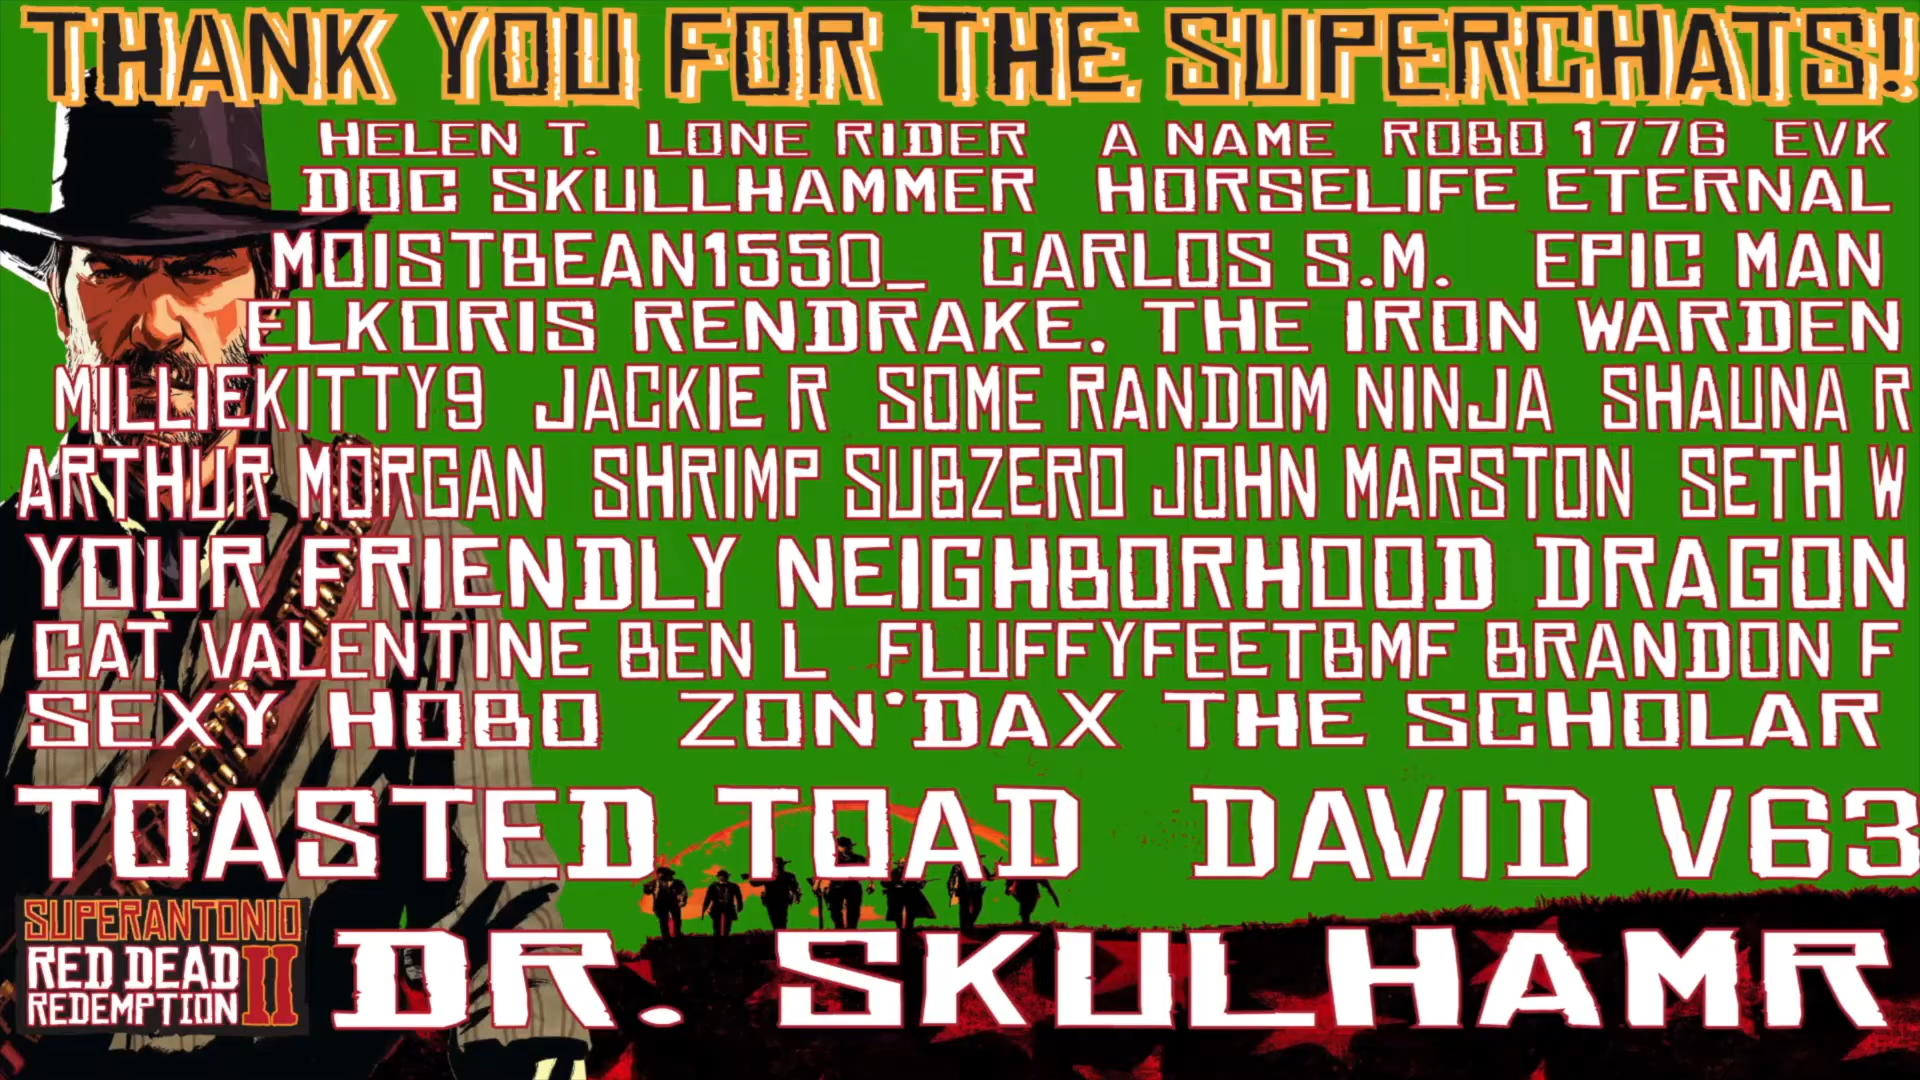 THANK YOU FOR THE SUPERCHATS!
HELEN T. LONE RIDER A NAME ROBO 1776 EVK
DOC SKULLHAMMER HORSELIFE ETERNAL
MOISTBEAN1550_ CARLOS S.M. EPIC MAN
ELKORIS RENDRAKE. THE IRON WARDEN
MILLIEKITTY9 JACKIE R SOME RANDOM NINJA SHAUNA R
ARTHUR MORGAN SHRIMP SUBZERO JOHN MARSTON SETH W
YOUR FRIENDLY NEIGHBORHOOD DRAGON
CAT VALENTINE BEN L FLUFFYFEETBMF BRANDON F
SEXY HOBO ZON'DAX THE SCHOLAR
TOASTED TOAD DAVID V63
SUPERANTONIO
RED DEAD
REDEMPTION II
DR. SKULHAMR